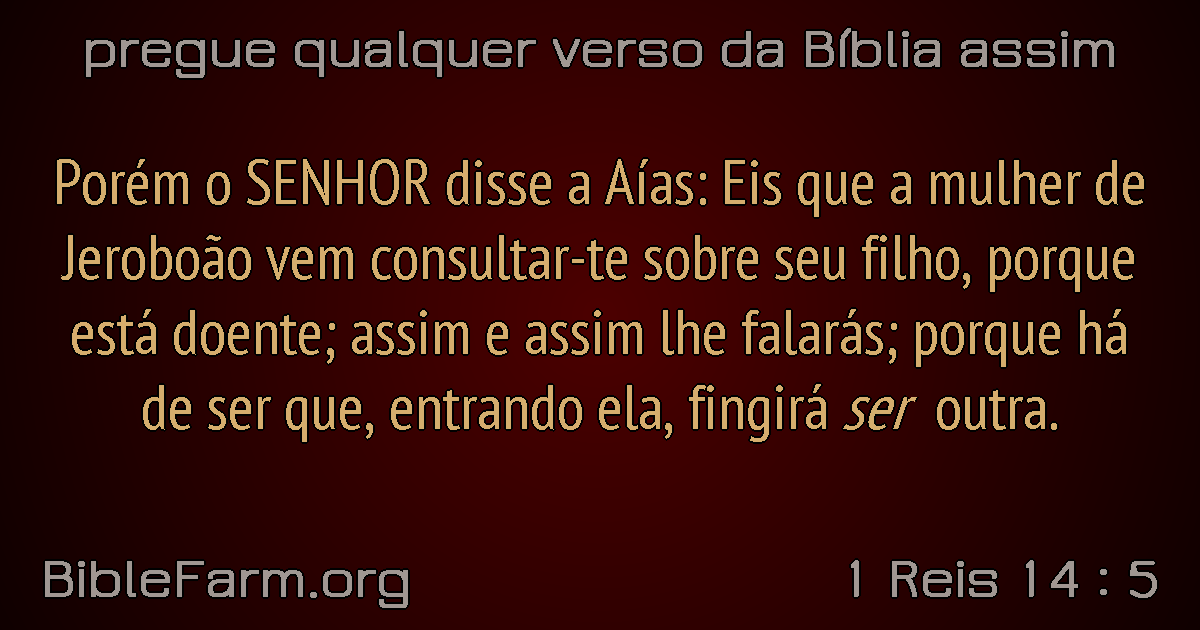 pregue qualquer verso da Bíblia assim
Porém o SENHOR disse a Aías: Eis que a mulher de
Jeroboão vem consultar-te sobre seu filho, porque
está doente; assim e assim lhe falarás; porque há
de ser que, entrando ela, fingirá ser outra.
BibleFarm.org
1 Reis 14 : 5